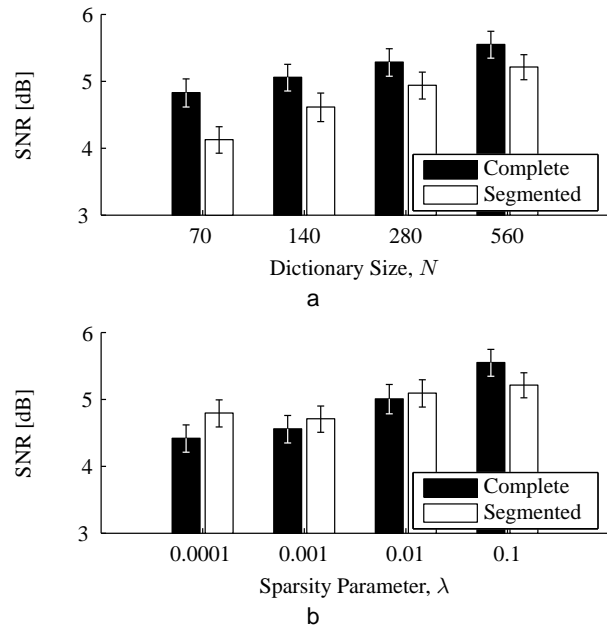 6
5
4
3
SNR [dB]
Complete
Segmented
70 140 280 560
Dictionary Size, N
a
6
5
4
3
SNR [dB]
Complete
Segmented
0.0001 0.001 0.01 0.1
Sparsity Parameter, λ
b